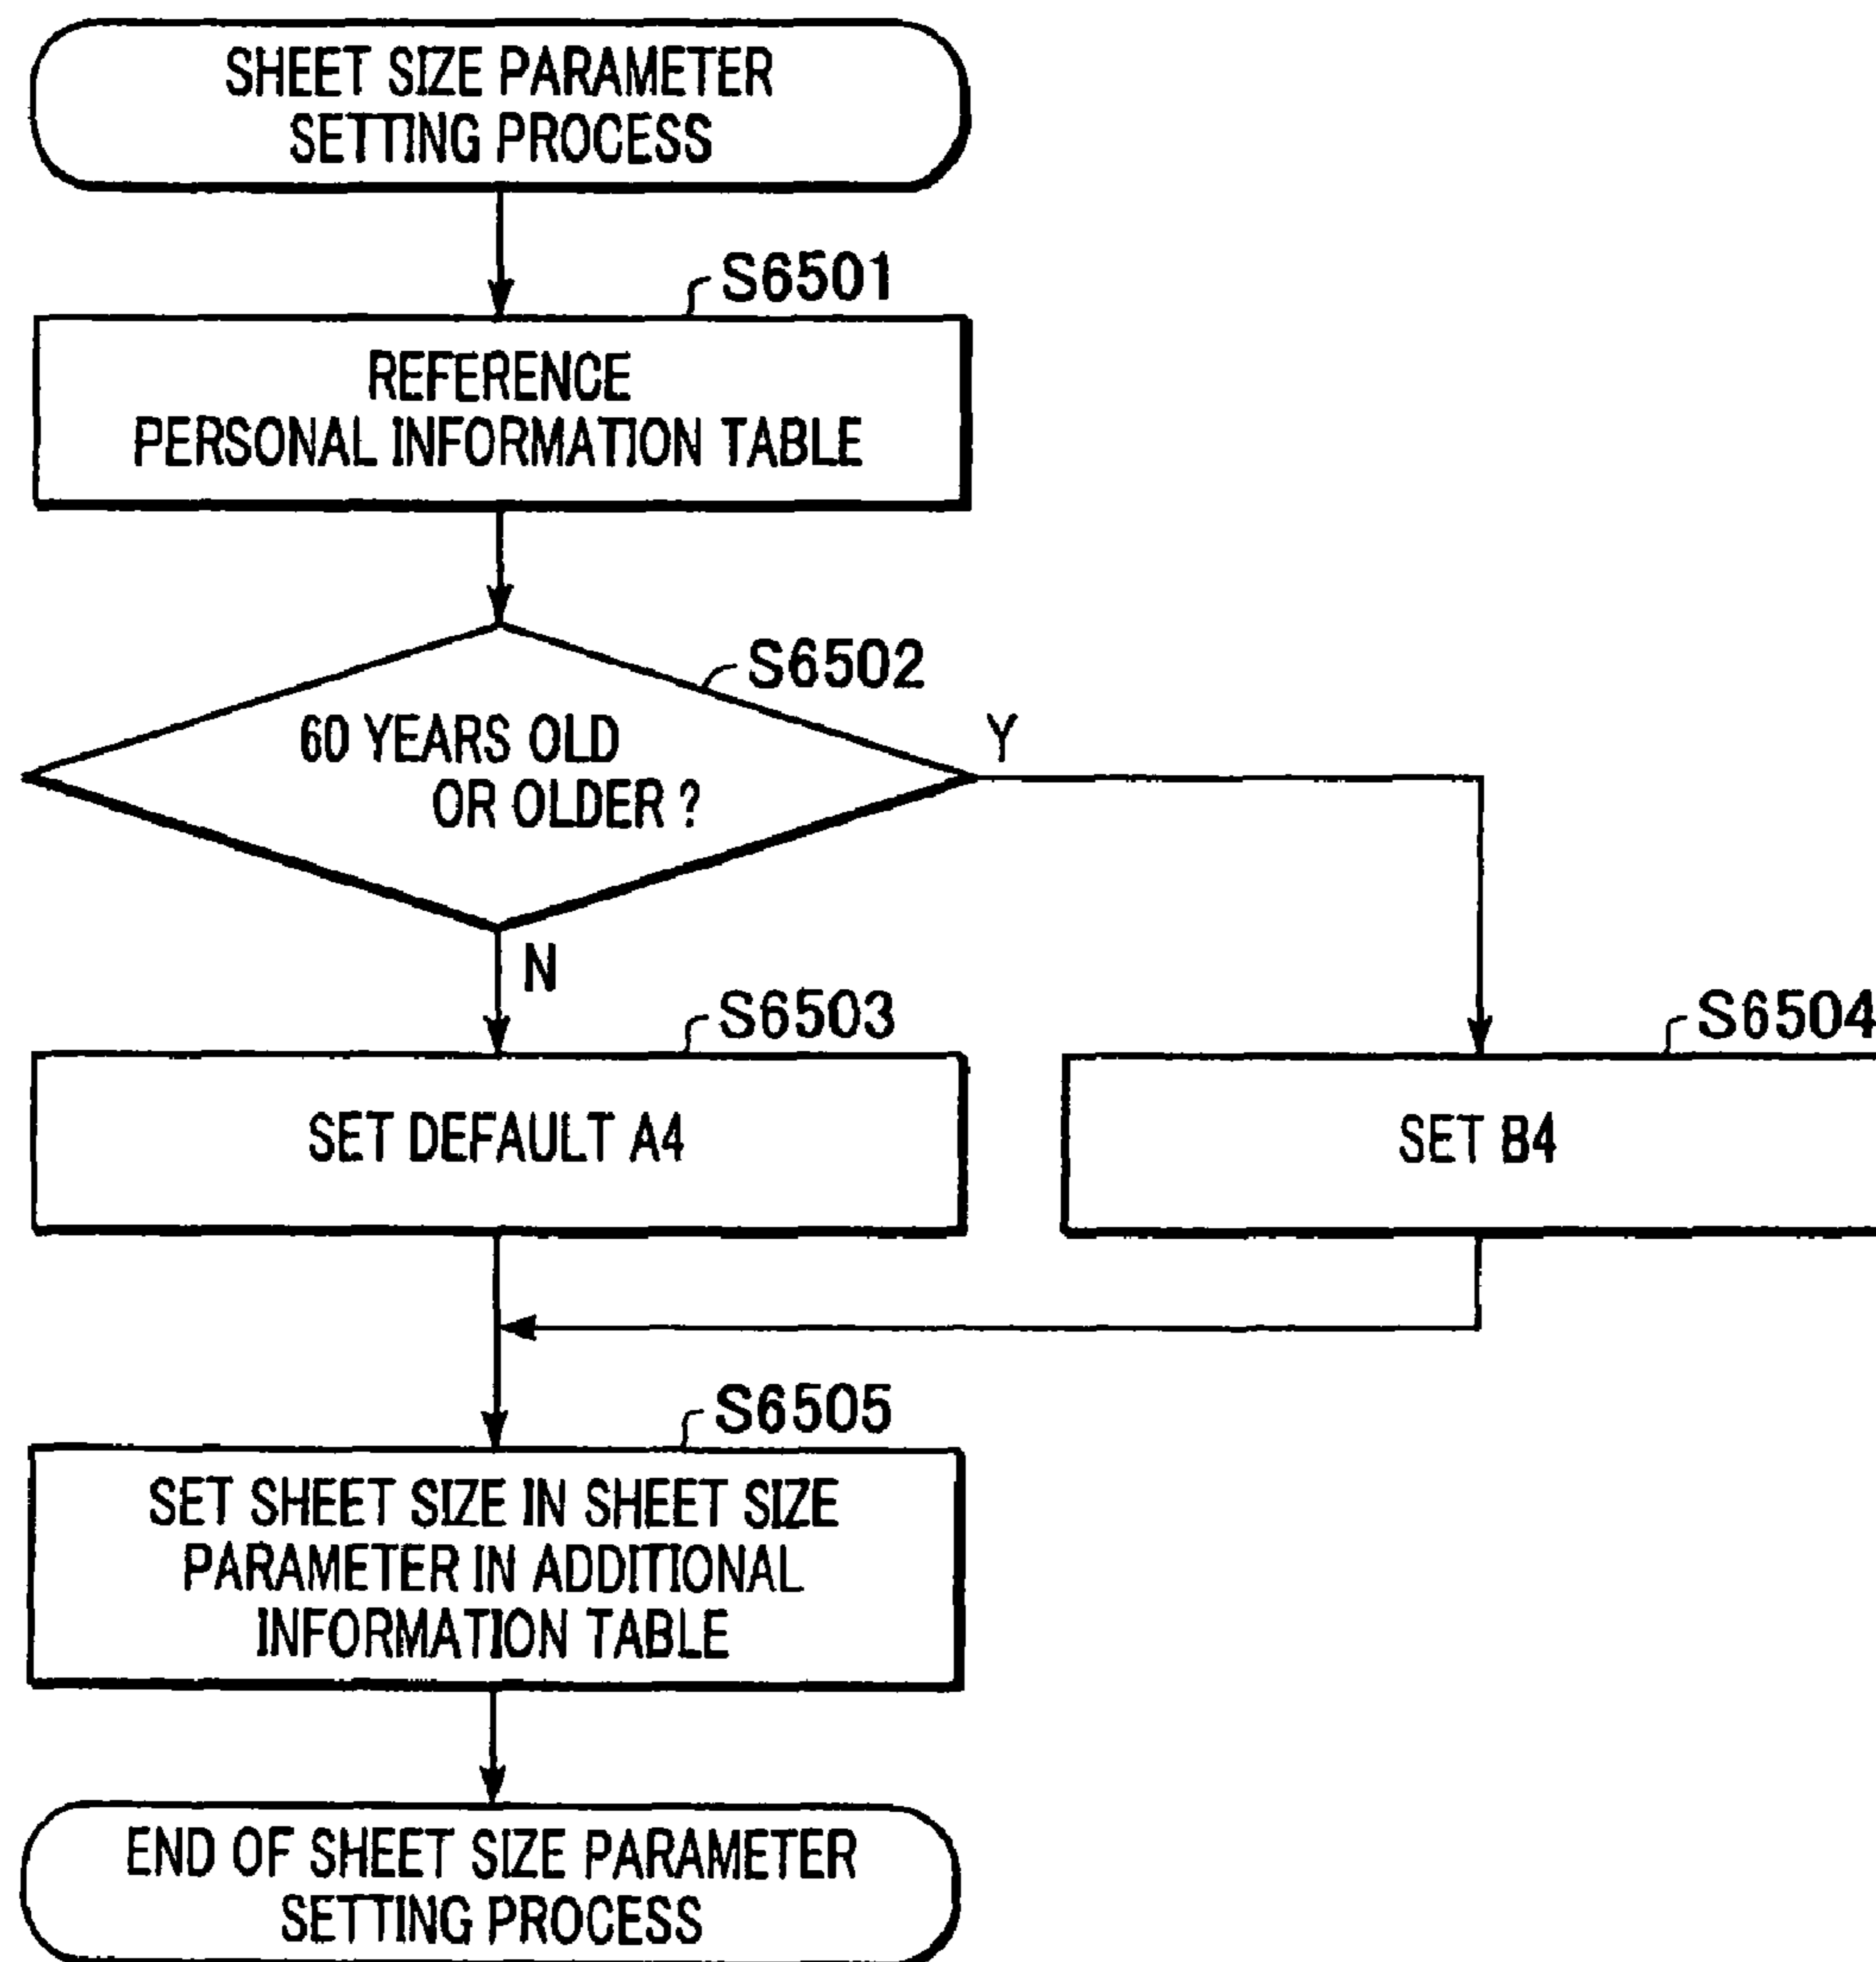 SHEET SIZE PARAMETER
SETTING PROCESS
S6501
REFERENCE
PERSONAL INFORMATION TABLE
S6502
60 YEARS OLD
OR OLDER ?
Y
N
S6503
SET DEFAULT A4
S6504
SET B4
S6505
SET SHEET SIZE IN SHEET SIZE
PARAMETER IN ADDITIONAL
INFORMATION TABLE
END OF SHEET SIZE PARAMETER
SETTING PROCESS